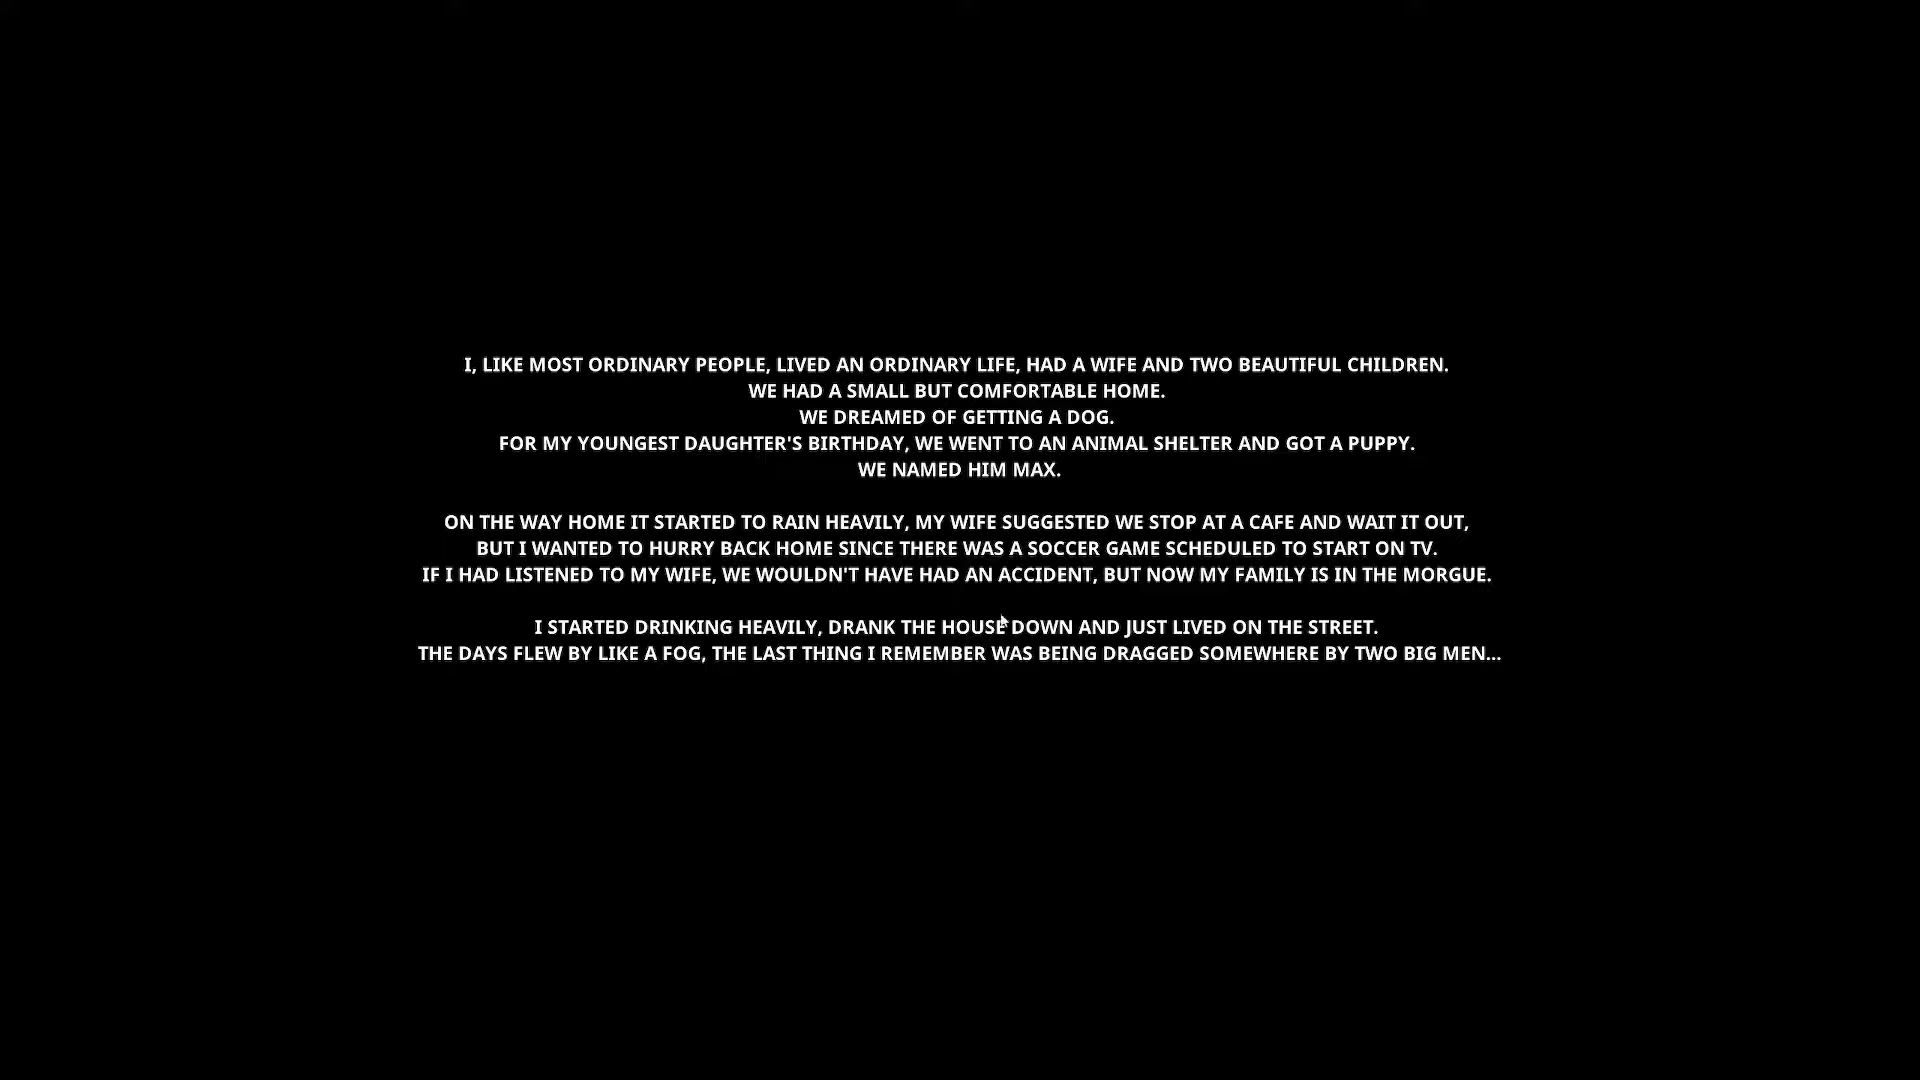 I, LIKE MOST ORDINARY PEOPLE, LIVED AN ORDINARY LIFE, HAD A WIFE AND TWO BEAUTIFUL CHILDREN.
WE HAD A SMALL BUT COMFORTABLE HOME.
WE DREAMED OF GETTING A DOG.
FOR MY YOUNGEST DAUGHTER'S BIRTHDAY, WE WENT TO AN ANIMAL SHELTER AND GOT A PUPPY.
WE NAMED HIM MAX.
ON THE WAY HOME IT STARTED TO RAIN HEAVILY, MY WIFE SUGGESTED WE STOP AT A CAFE AND WAIT IT OUT,
BUT I WANTED TO HURRY BACK HOME SINCE THERE WAS A SOCCER GAME SCHEDULED TO START ON TV.
IF I HAD LISTENED TO MY WIFE, WE WOULDN'T HAVE HAD AN ACCIDENT, BUT NOW MY FAMILY IS IN THE MORGUE.
I STARTED DRINKING HEAVILY, DRANK THE HOUSE DOWN AND JUST LIVED ON THE STREET.
THE DAYS FLEW BY LIKE A FOG, THE LAST THING I REMEMBER WAS BEING DRAGGED SOMEWHERE BY TWO BIG MEN...